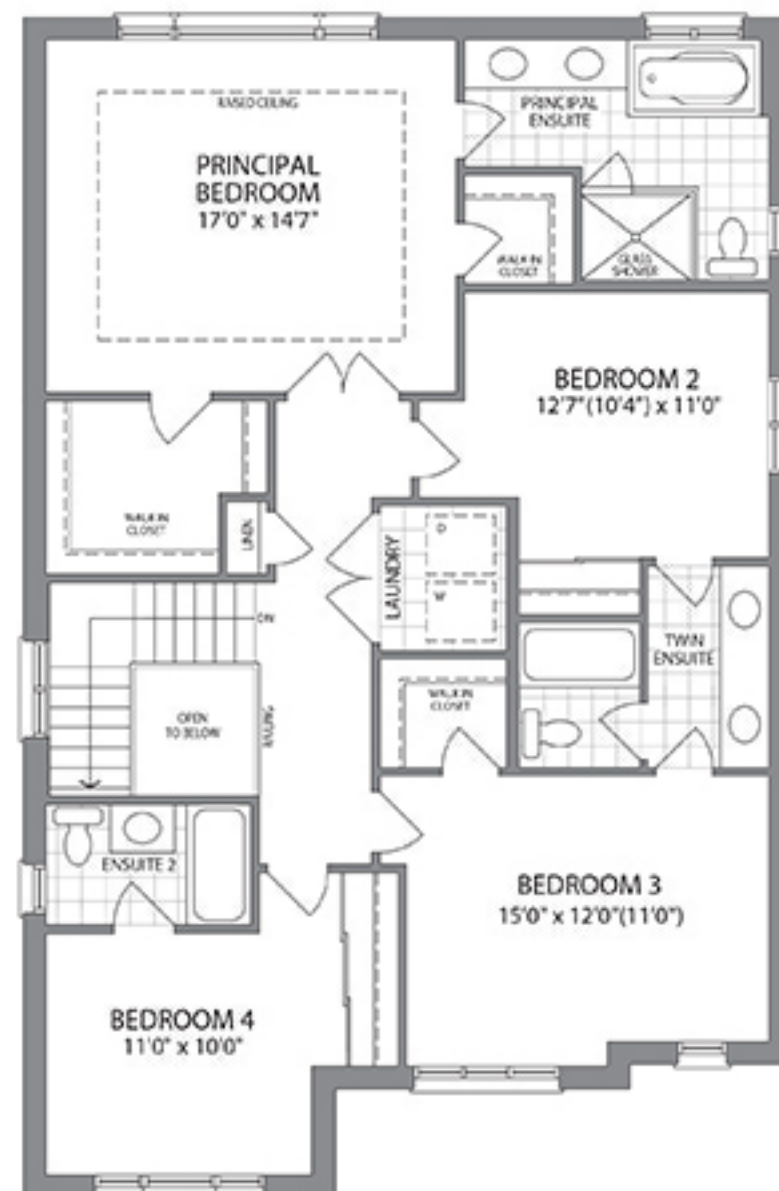 RAISED CEILING
PRINCIPAL
BEDROOM
17'0" x 14'7"
PRINCIPAL
ENSUITE
WALK IN
CLOSET
GLASS
SHOWER
BEDROOM 2
12'7"(10'4") x 11'0"
WALK IN
CLOSET
LINEN
LAUNDRY
D
W
DN
OPEN
TO BELOW
RAILING
WALK IN
CLOSET
TWIN
ENSUITE
ENSUITE 2
BEDROOM 3
15'0" x 12'0"(11'0")
BEDROOM 4
11'0" x 10'0"